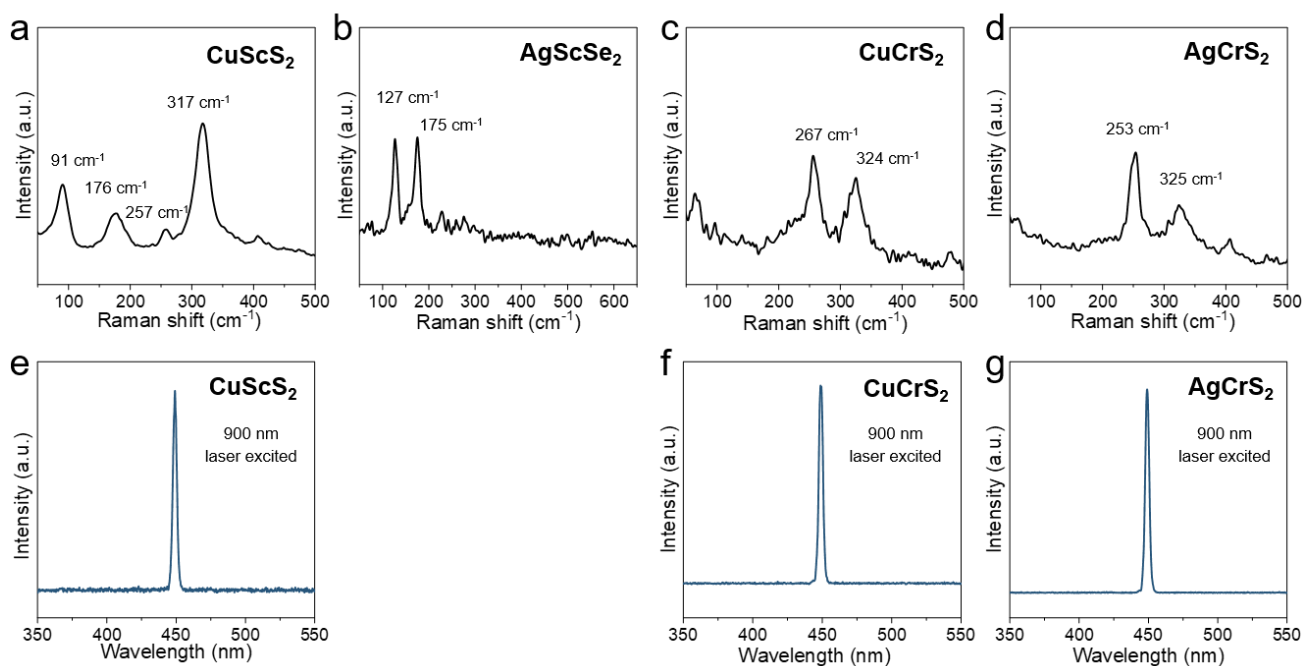 a
CuScS₂
317 cm⁻¹
91 cm⁻¹
176 cm⁻¹
257 cm⁻¹
Intensity (a.u.)
100 200 300 400 500
Raman shift (cm⁻¹)
b
AgScSe₂
127 cm⁻¹
175 cm⁻¹
Intensity (a.u.)
100 200 300 400 500 600
Raman shift (cm⁻¹)
c
CuCrS₂
267 cm⁻¹
324 cm⁻¹
Intensity (a.u.)
100 200 300 400 500
Raman shift (cm⁻¹)
d
AgCrS₂
253 cm⁻¹
325 cm⁻¹
Intensity (a.u.)
100 200 300 400 500
Raman shift (cm⁻¹)
e
CuScS₂
900 nm
laser excited
Intensity (a.u.)
350 400 450 500 550
Wavelength (nm)
f
CuCrS₂
900 nm
laser excited
Intensity (a.u.)
350 400 450 500 550
Wavelength (nm)
g
AgCrS₂
900 nm
laser excited
Intensity (a.u.)
350 400 450 500 550
Wavelength (nm)